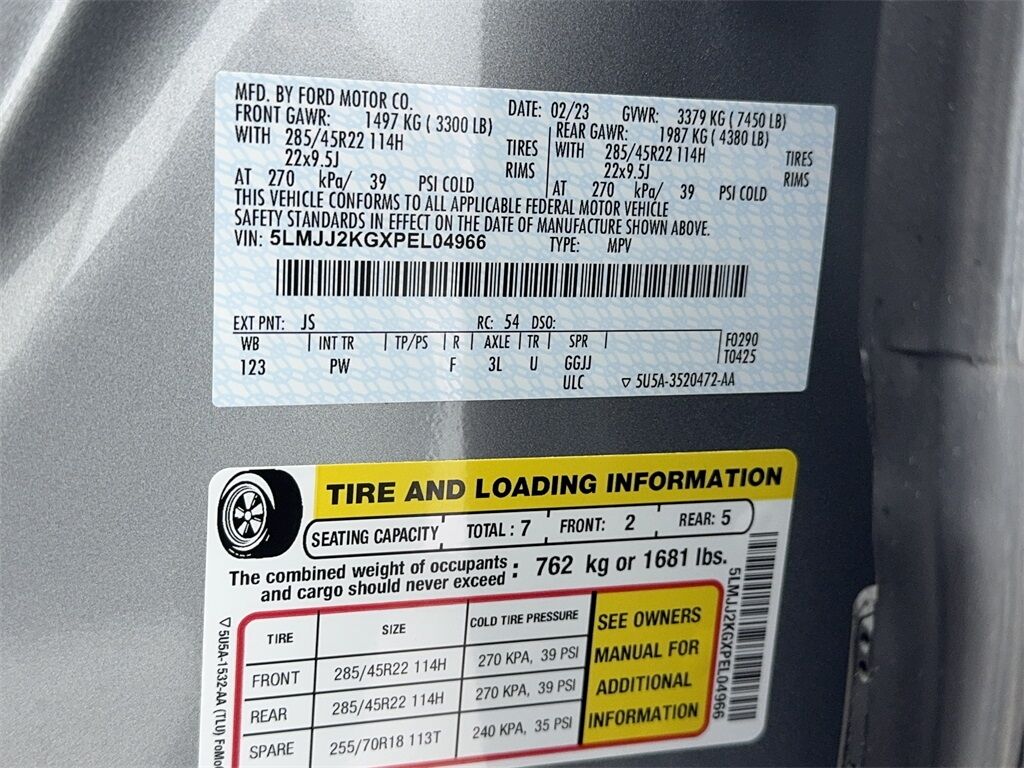 MFD. BY FORD MOTOR CO. DATE: 02/23 GVWR: 3379 KG ( 7450 LB)
FRONT GAWR: 1497 KG ( 3300 LB) REAR GAWR: 1987 KG ( 4380 LB)
WITH 285/45R22 114H TIRES WITH 285/45R22 114H TIRES
22x9.5J RIMS 22x9.5J RIMS
AT 270 kPa/ 39 PSI COLD AT 270 kPa/ 39 PSI COLD
THIS VEHICLE CONFORMS TO ALL APPLICABLE FEDERAL MOTOR VEHICLE
SAFETY STANDARDS IN EFFECT ON THE DATE OF MANUFACTURE SHOWN ABOVE.
VIN: 5LMJJ2KGXPEL04966 TYPE: MPV
EXT PNT: JS RC: 54 DSO:
WB INT TR TP/PS R AXLE TR SPR F0290
123 PW F 3L U GGJJ T0425
ULC ▽ 5U5A-3520472-AA
TIRE AND LOADING INFORMATION
SEATING CAPACITY TOTAL : 7 FRONT: 2 REAR: 5
The combined weight of occupants
and cargo should never exceed : 762 kg or 1681 lbs.
TIRE SIZE COLD TIRE PRESSURE
FRONT 285/45R22 114H 270 KPA, 39 PSI
REAR 285/45R22 114H 270 KPA, 39 PSI
SPARE 255/70R18 113T 240 KPA, 35 PSI
SEE OWNERS
MANUAL FOR
ADDITIONAL
INFORMATION
5LMJJ2KGXPEL04966
▽ 5U5A-1532-AA (TLU) FoMo